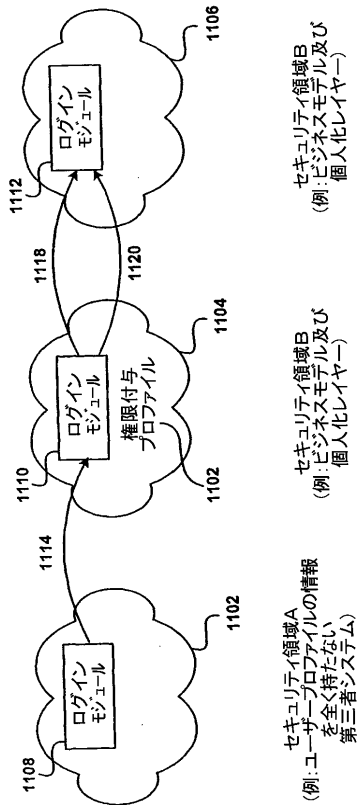 1108
ログイン
モジュール
1102
1114
1110
ログイン
モジュール
権限付与
プロファイル
1102
1104
1118
1120
1112
ログイン
モジュール
1106
セキュリティ領域A
(例:ユーザープロファイルの情報
を全く持たない
第三者システム)
セキュリティ領域B
(例:ビジネスモデル及び
個人化レイヤー)
セキュリティ領域B
(例:ビジネスモデル及び
個人化レイヤー)